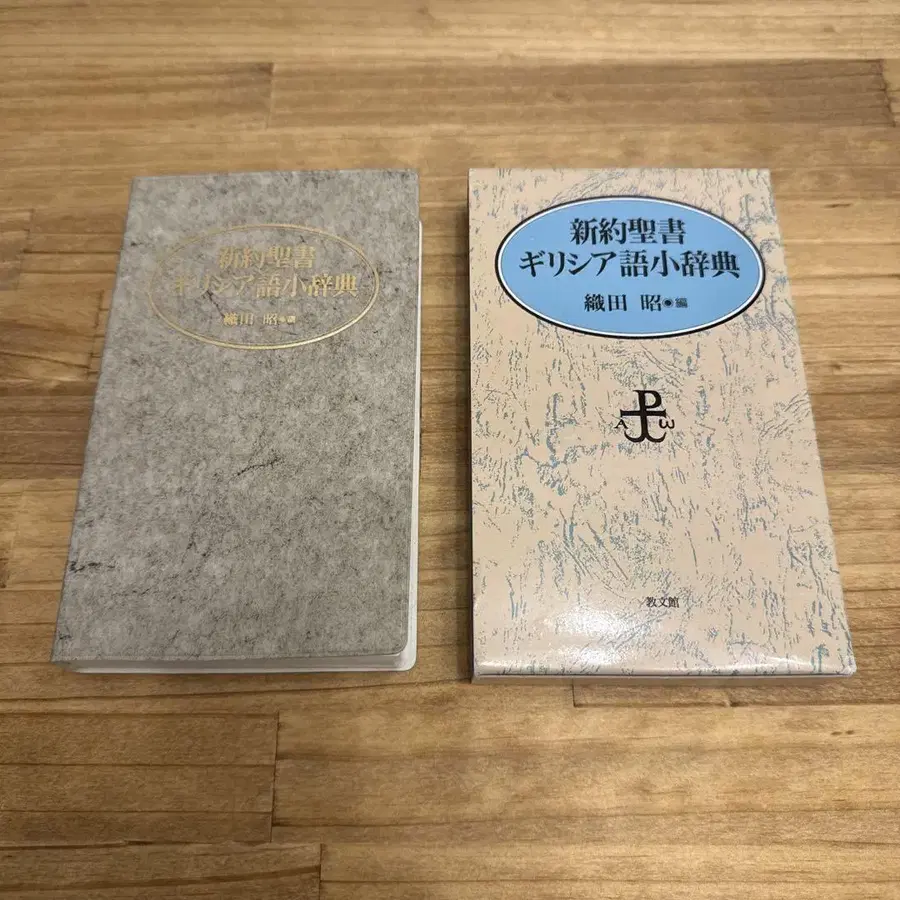 新約聖書
ギリシア語小辞典
織田 昭◉編
新約聖書
ギリシア語小辞典
織田 昭◉編
Α ω
教文館